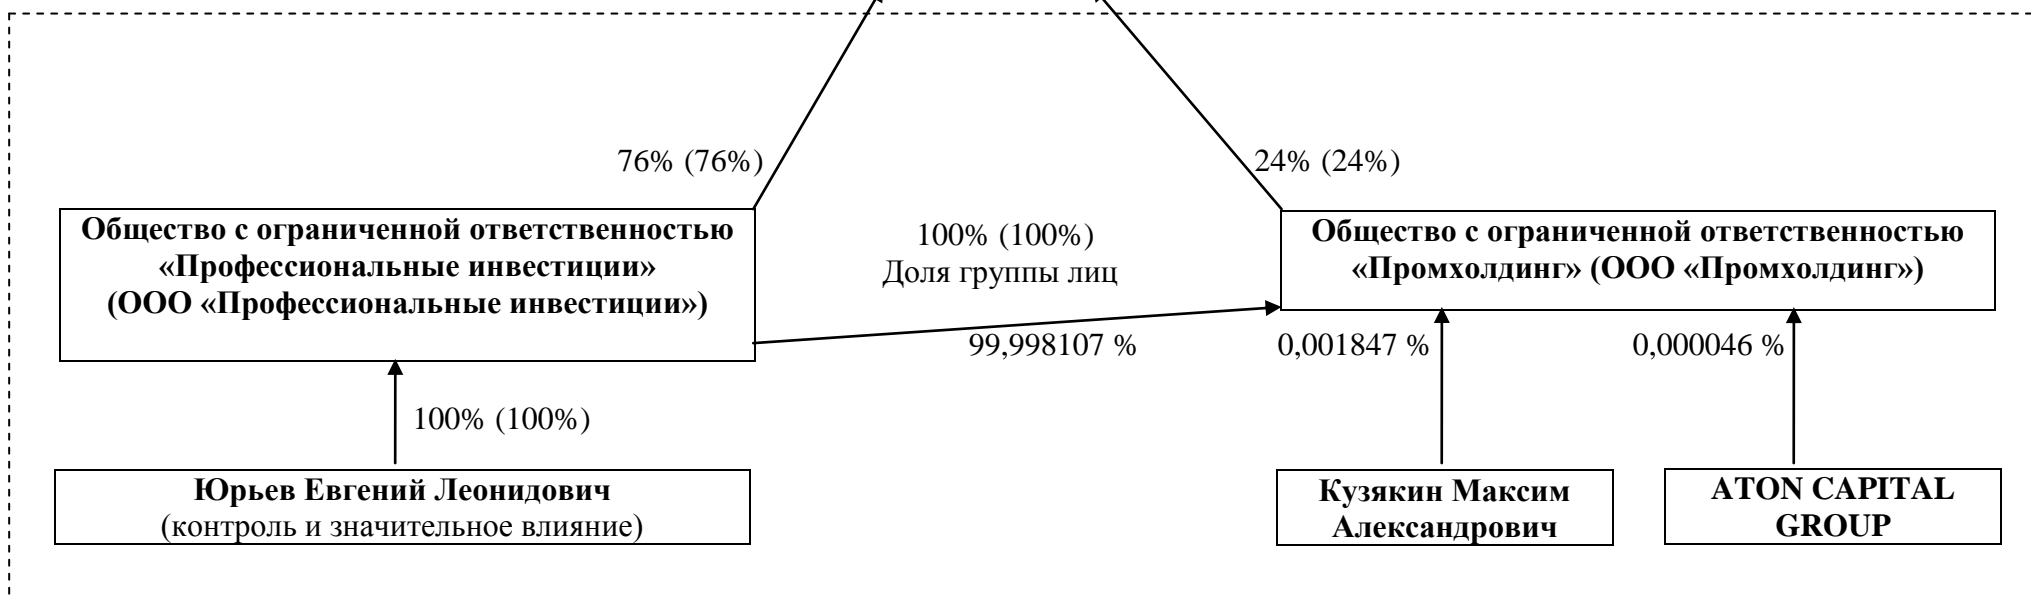 76% (76%)
24% (24%)
Общество с ограниченной ответственностью
«Профессиональные инвестиции»
(ООО «Профессиональные инвестиции»)
100% (100%)
Доля группы лиц
Общество с ограниченной ответственностью
«Промхолдинг» (ООО «Промхолдинг»)
99,998107 %
0,001847 %
0,000046 %
100% (100%)
Юрьев Евгений Леонидович
(контроль и значительное влияние)
Кузякин Максим
Александрович
ATON CAPITAL
GROUP